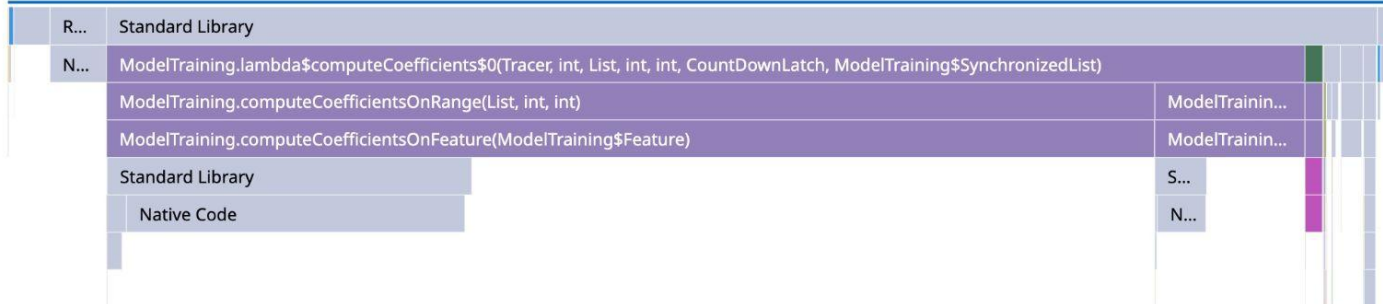 R... Standard Library
N... ModelTraining.lambda$computeCoefficients$0(Tracer, int, List, int, int, CountDownLatch, ModelTraining$SynchronizedList)
ModelTraining.computeCoefficientsOnRange(List, int, int) ModelTrainin...
ModelTraining.computeCoefficientsOnFeature(ModelTraining$Feature) ModelTrainin...
Standard Library S...
Native Code N...